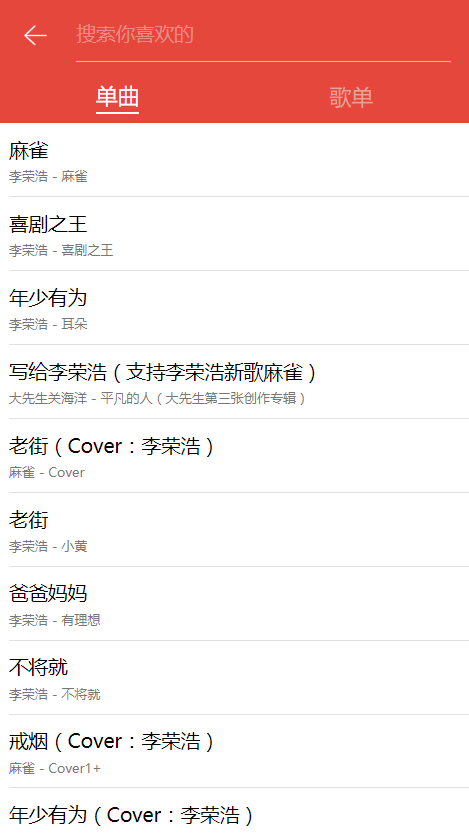 搜索你喜欢的
单曲
歌单
麻雀
李荣浩 - 麻雀
喜剧之王
李荣浩 - 喜剧之王
年少有为
李荣浩 - 耳朵
写给李荣浩（支持李荣浩新歌麻雀）
大先生关海洋 - 平凡的人（大先生第三张创作专辑）
老街（Cover：李荣浩）
麻雀 - Cover
老街
李荣浩 - 小黄
爸爸妈妈
李荣浩 - 有理想
不将就
李荣浩 - 不将就
戒烟（Cover：李荣浩）
麻雀 - Cover1+
年少有为（Cover：李荣浩）